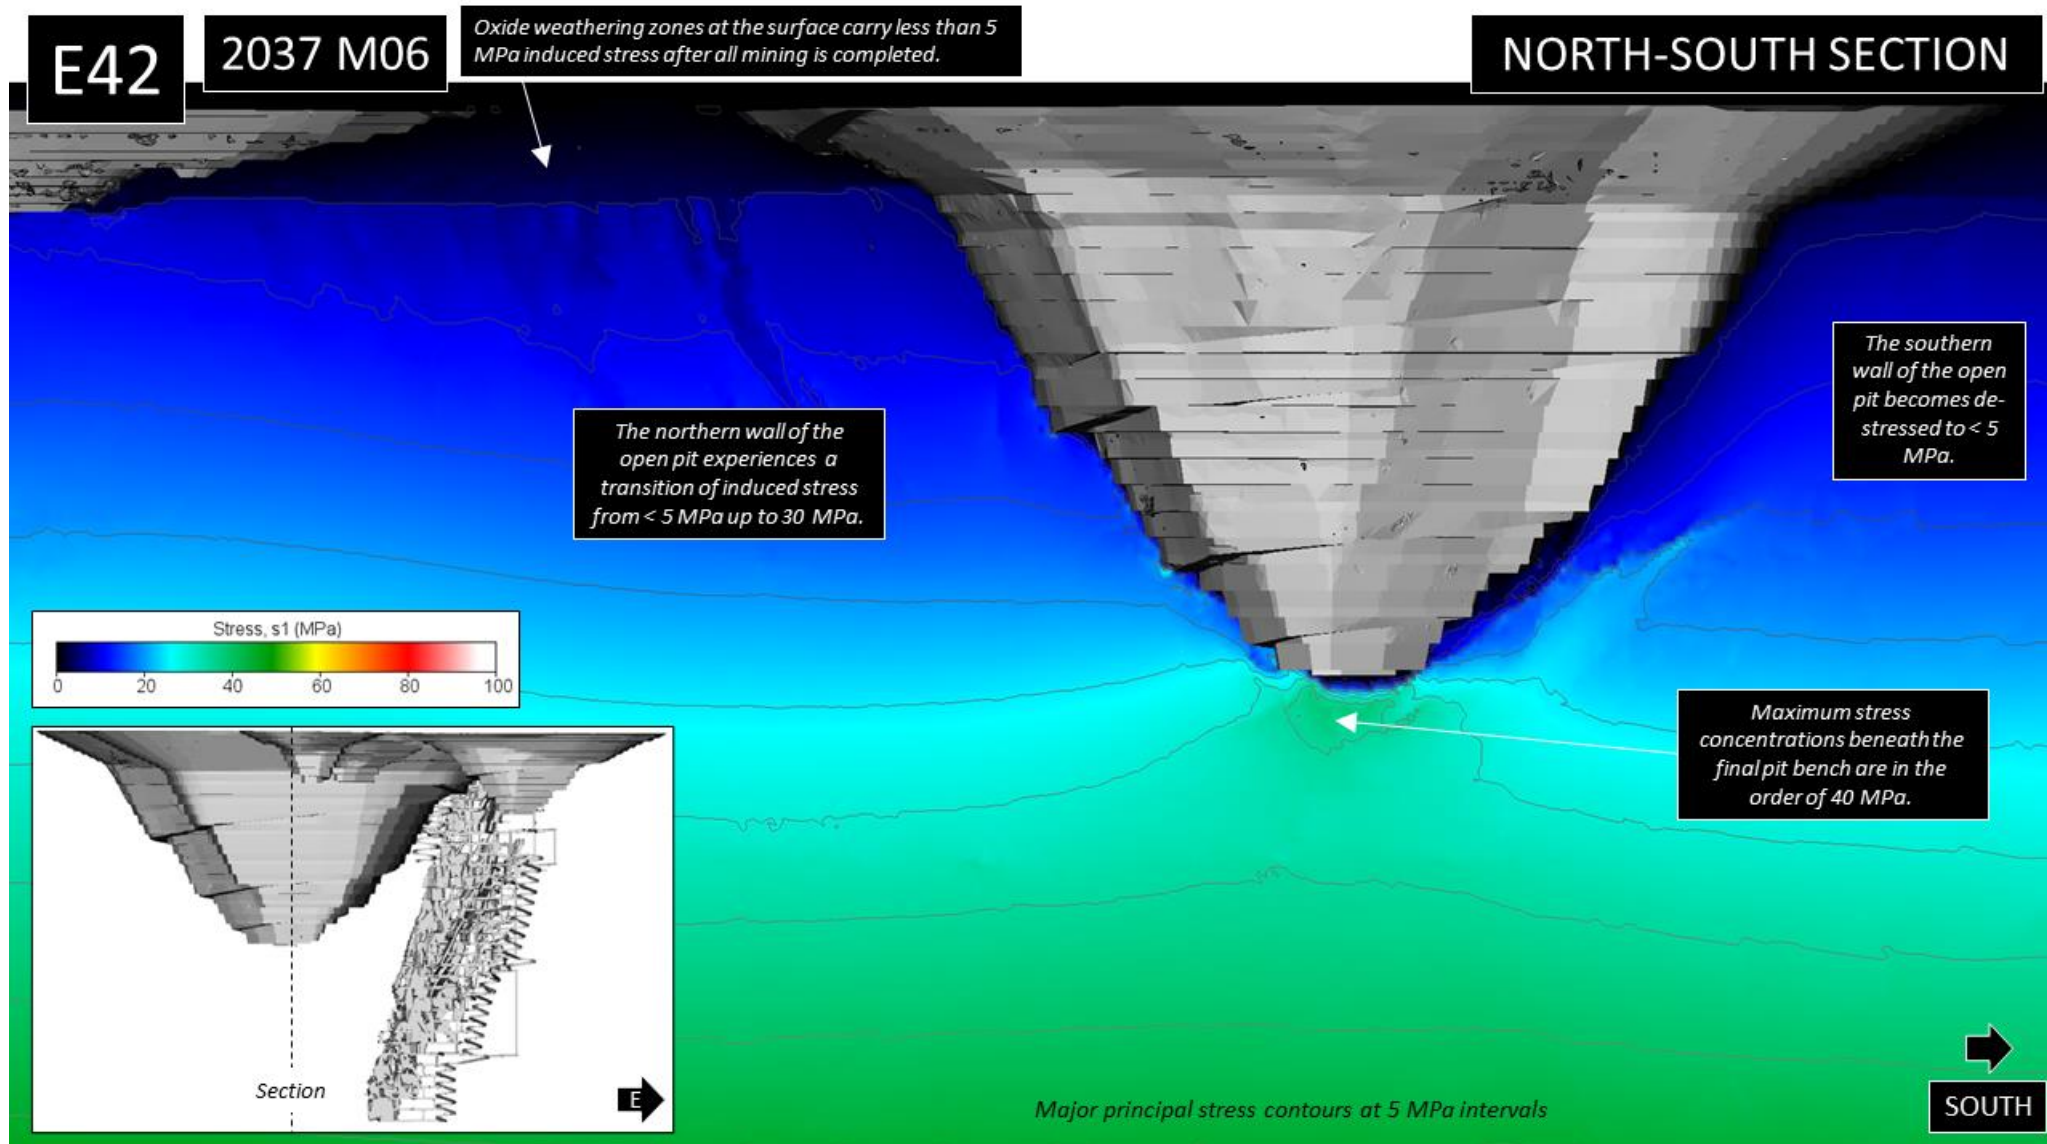 E42
2037 M06
Oxide weathering zones at the surface carry less than 5
MPa induced stress after all mining is completed.
NORTH-SOUTH SECTION
The southern
wall of the open
pit becomes de-
stressed to < 5
MPa.
The northern wall of the
open pit experiences a
transition of induced stress
from < 5 MPa up to 30 MPa.
Stress, s1 (MPa)
0 20 40 60 80 100
Maximum stress
concentrations beneath the
final pit bench are in the
order of 40 MPa.
Section
E
Major principal stress contours at 5 MPa intervals
SOUTH